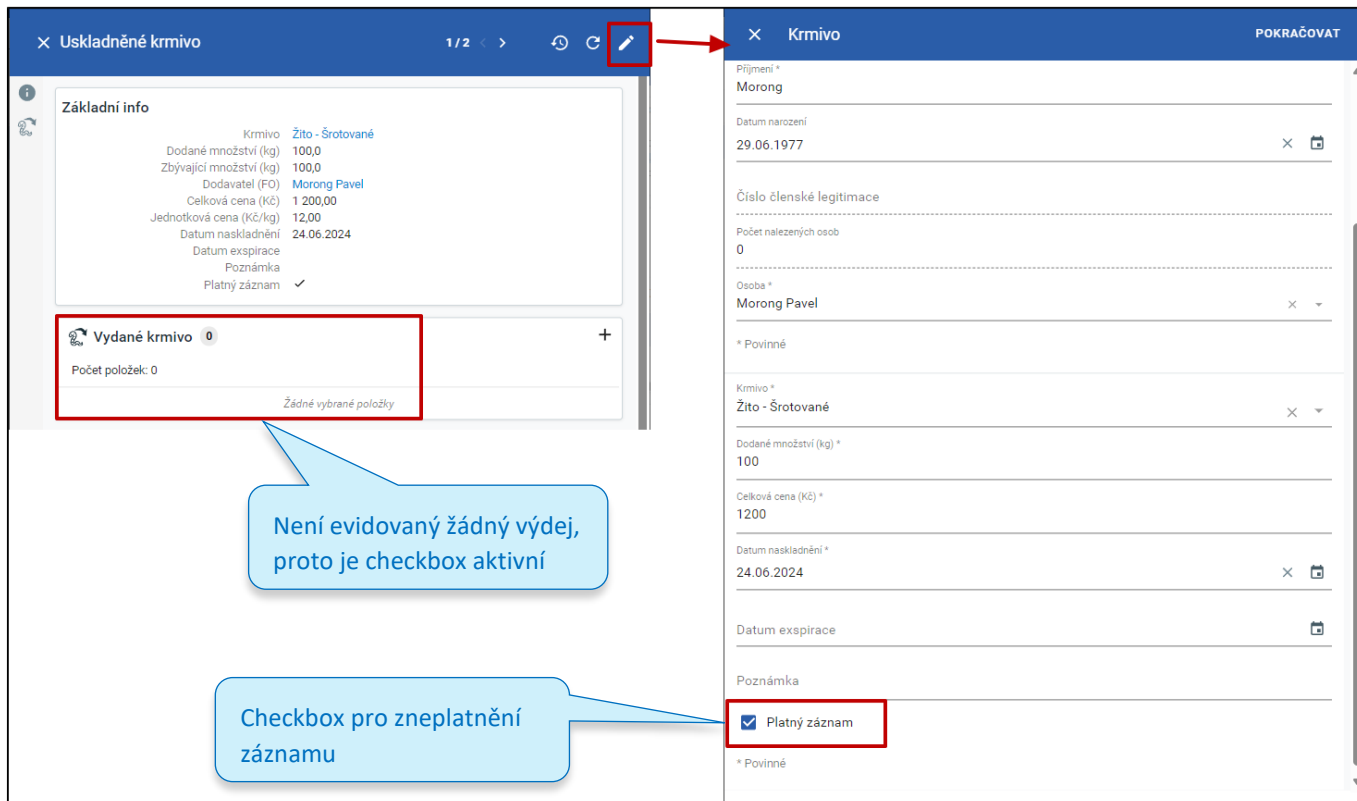 Uskladněné krmivo
1/2
Základní info
Krmivo Žito - Šrotované
Dodané množství (kg) 100,0
Zbývající množství (kg) 100,0
Dodavatel (FO) Morong Pavel
Celková cena (Kč) 1 200,00
Jednotková cena (Kč/kg) 12,00
Datum naskladnění 24.06.2024
Datum exspirace
Poznámka
Platný záznam
Vydané krmivo 0
Počet položek: 0
Žádné vybrané položky
Není evidovaný žádný výdej,
proto je checkbox aktivní
Checkbox pro zneplatnění
záznamu
Krmivo
POKRAČOVAT
Příjmení *
Morong
Datum narození
29.06.1977
Číslo členské legitimace
Počet nalezených osob
0
Osoba *
Morong Pavel
* Povinné
Krmivo *
Žito - Šrotované
Dodané množství (kg) *
100
Celková cena (Kč) *
1200
Datum naskladnění *
24.06.2024
Datum exspirace
Poznámka
Platný záznam
* Povinné